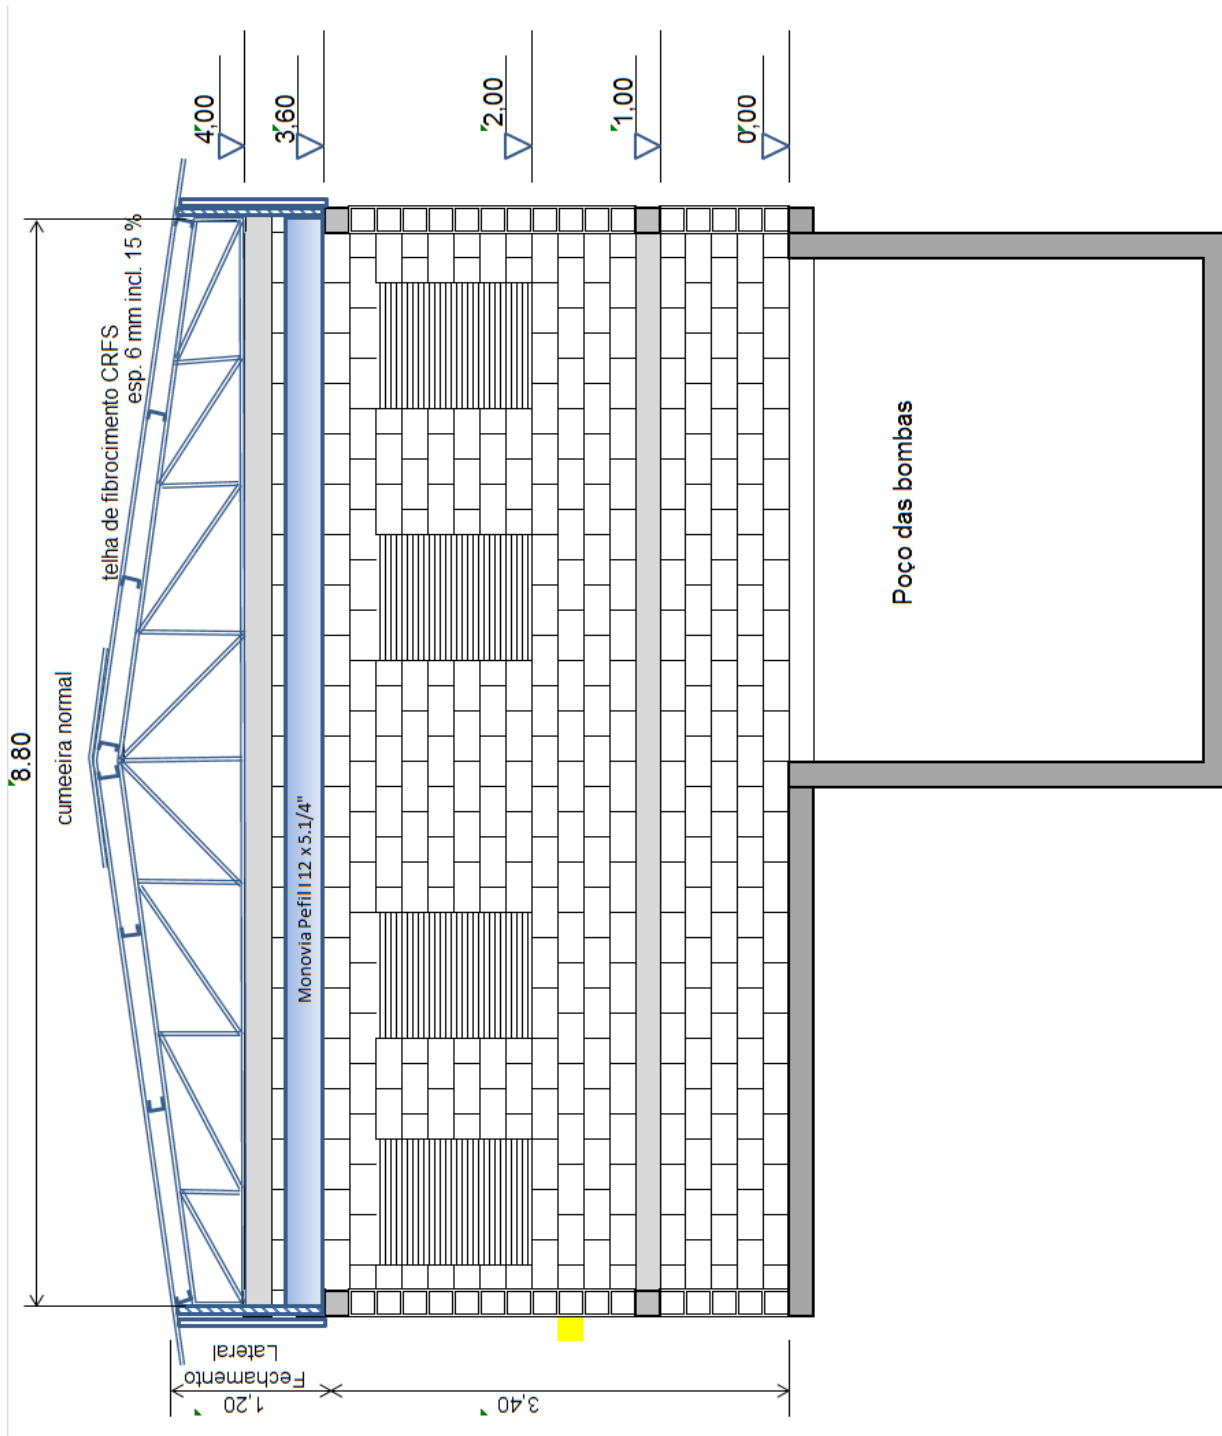 8.80
cumeeira normal
telha de fibrocimento CRFS
esp. 6 mm incl. 15 %
4,00
3,60
2,00
1,00
0,00
Monovia Pefil I 12 x 5.1/4"
Poço das bombas
Fechamento
Lateral
1,20
3,40